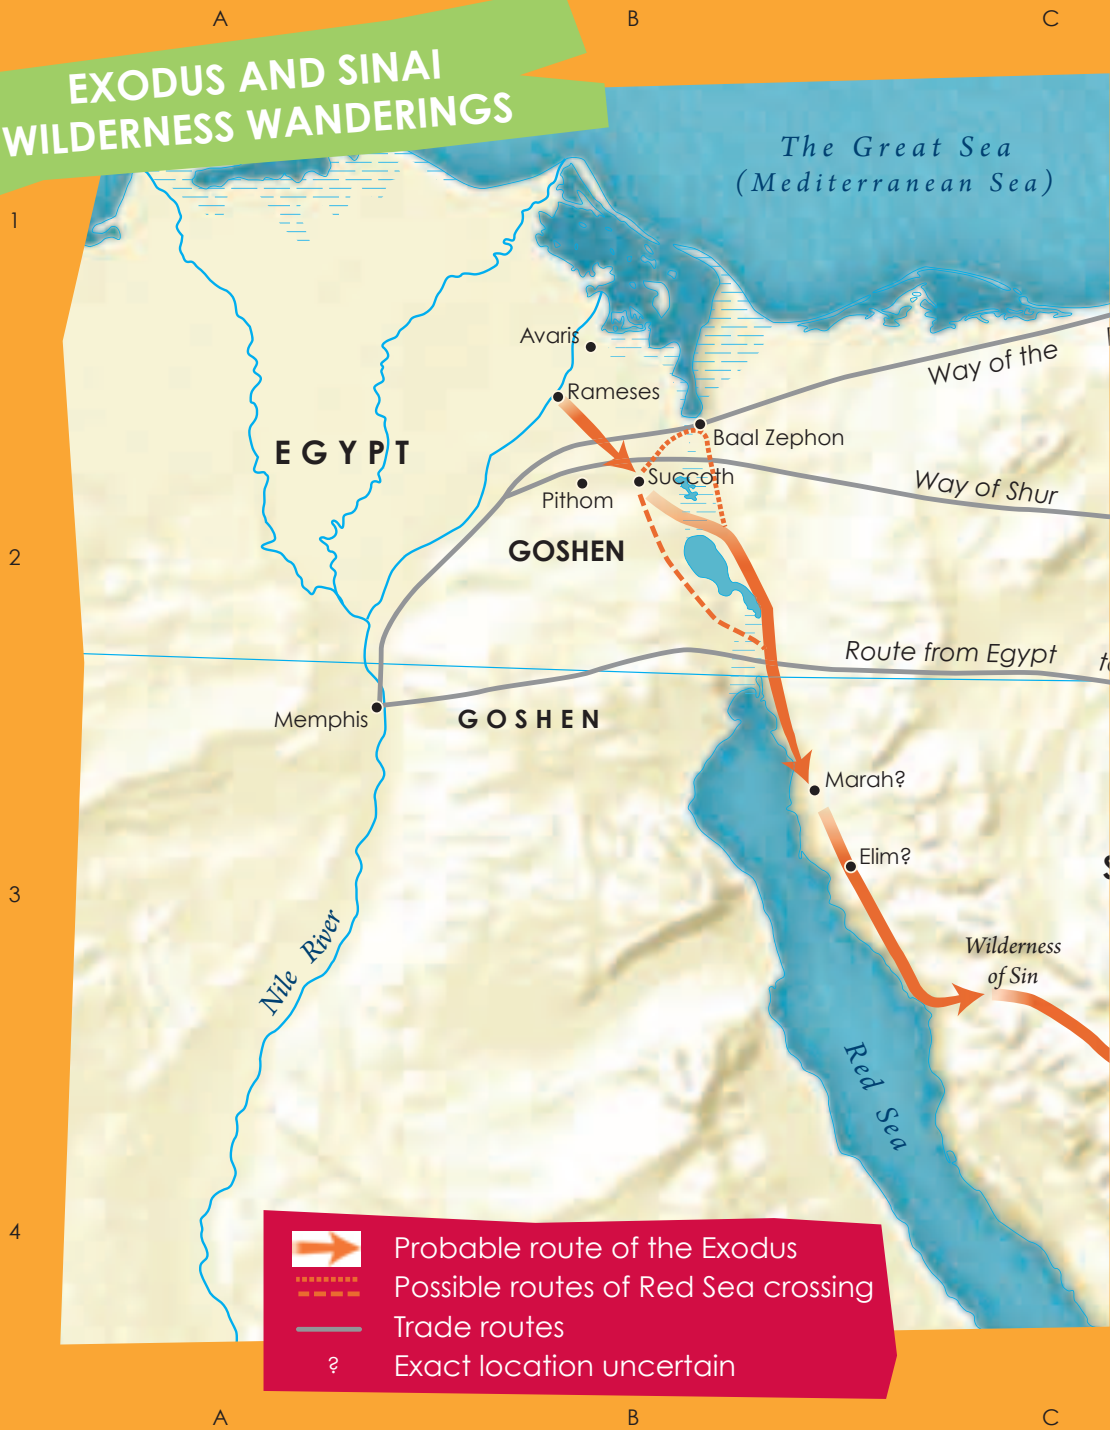 A
B
C
EXODUS AND SINAI
WILDERNESS WANDERINGS
The Great Sea
(Mediterranean Sea)
1
Avaris
Way of the
Rameses
Baal Zephon
EGYPT
Succoth
Way of Shur
Pithom
2
GOSHEN
Route from Egypt
Memphis
GOSHEN
Marah?
Elim?
3
Nile River
Wilderness
of Sin
Red Sea
4
Probable route of the Exodus
Possible routes of Red Sea crossing
Trade routes
? Exact location uncertain
A
B
C